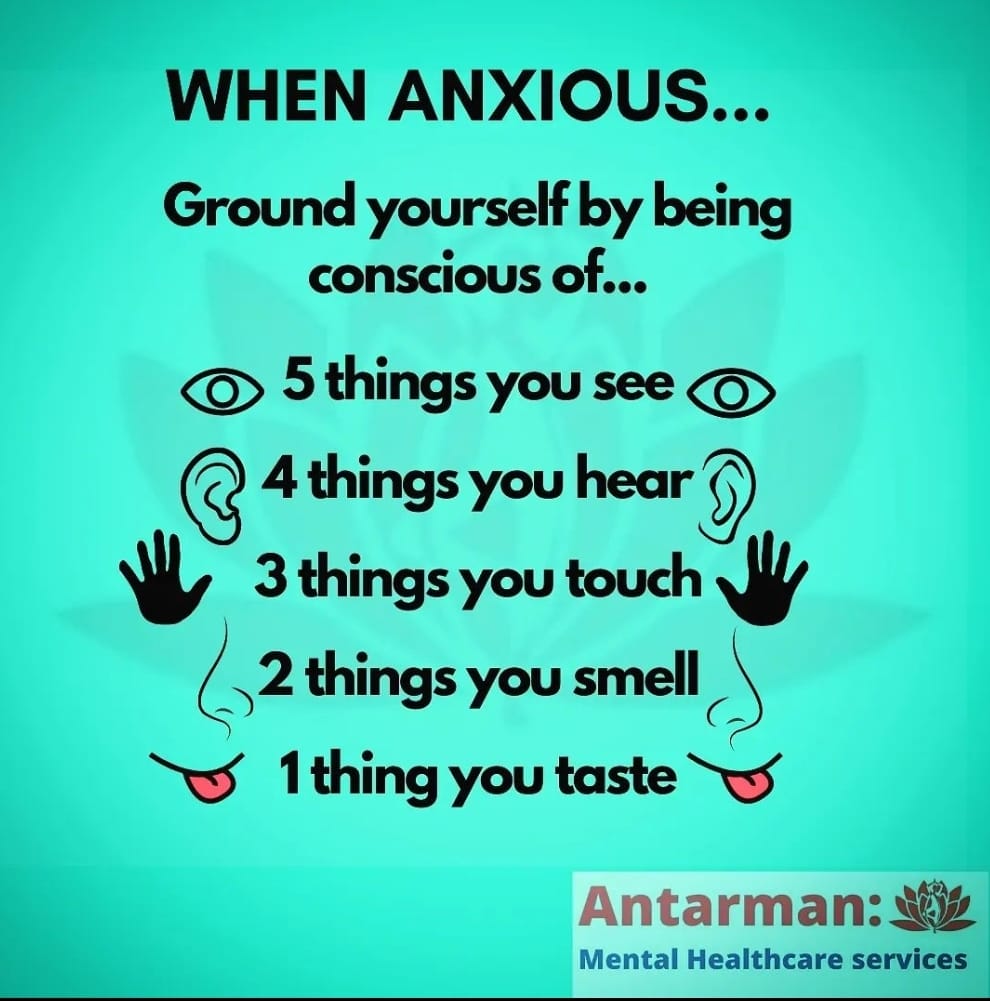 WHEN ANXIOUS...
Ground yourself by being
conscious of...
5 things you see
4 things you hear
3 things you touch
2 things you smell
1 thing you taste
Antarman:
Mental Healthcare services